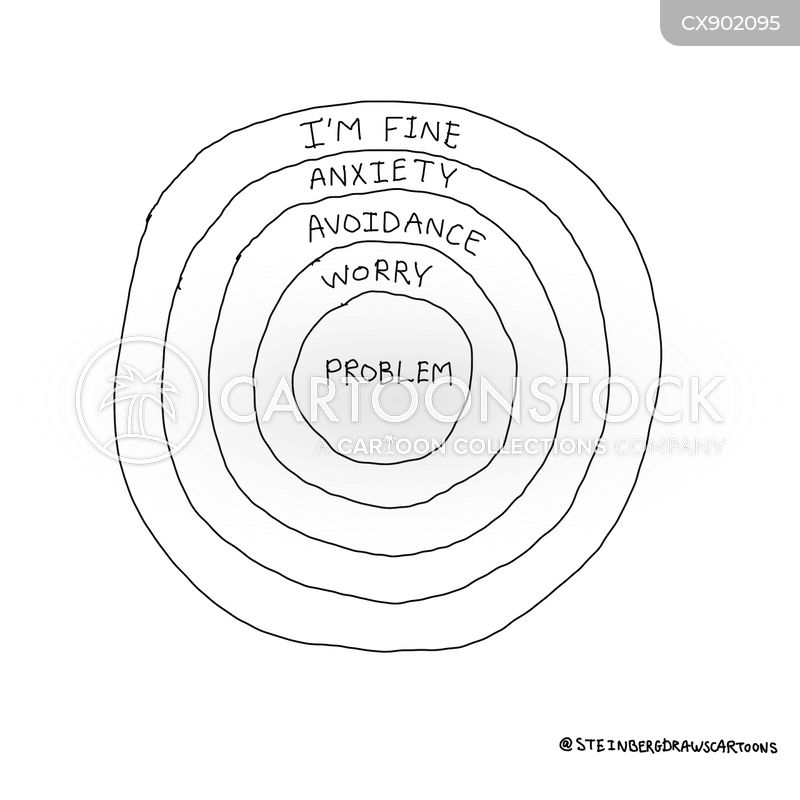 CX902095
I'M FINE
ANXIETY
AVOIDANCE
WORRY
PROBLEM
CARTOONSTOCK
A CARTOON COLLECTIONS COMPANY
@STEINBERGDRAWSCARTOONS